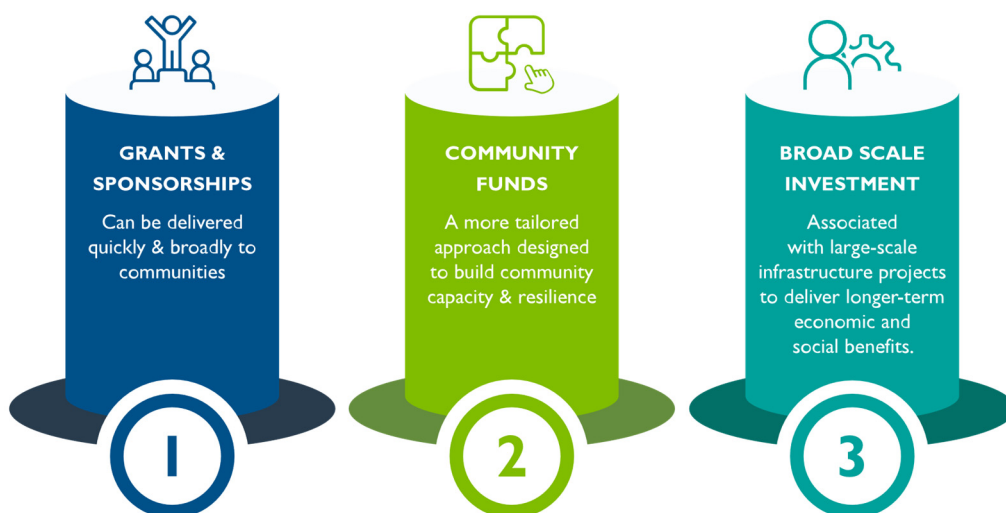 GRANTS &
SPONSORSHIPS
Can be delivered
quickly & broadly to
communities
1
COMMUNITY
FUNDS
A more tailored
approach designed
to build community
capacity & resilience
2
BROAD SCALE
INVESTMENT
Associated
with large-scale
infrastructure projects
to deliver longer-term
economic and
social benefits.
3